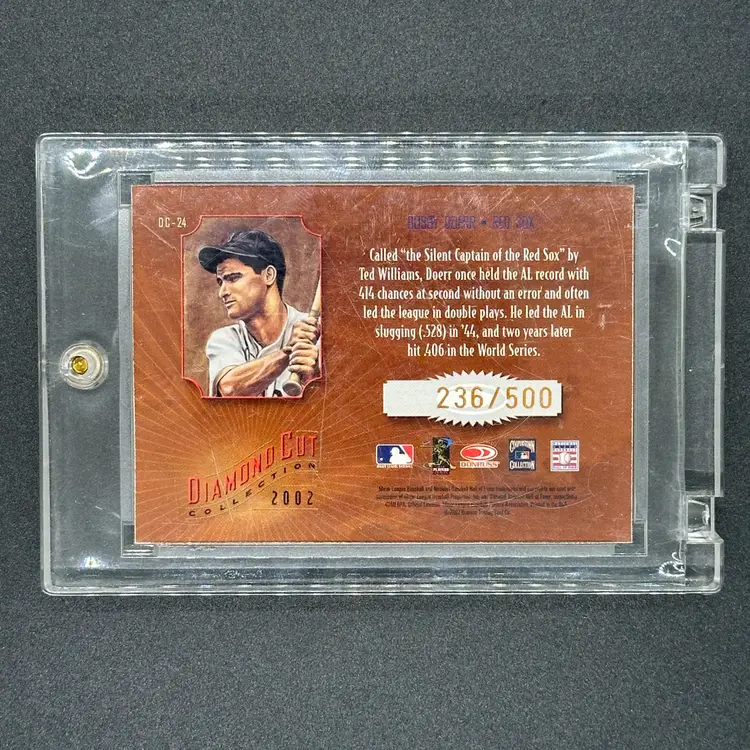 DC-24
BOBBY DOERR • RED SOX
Called "the Silent Captain of the Red Sox" by
Ted Williams, Doerr once held the AL record with
414 chances at second without an error and often
led the league in double plays. He led the AL in
slugging (.528) in '44, and two years later
hit .406 in the World Series.
236/500
DIAMOND CUT
COLLECTION
2002
DONRUSS
COOPERSTOWN
COLLECTION